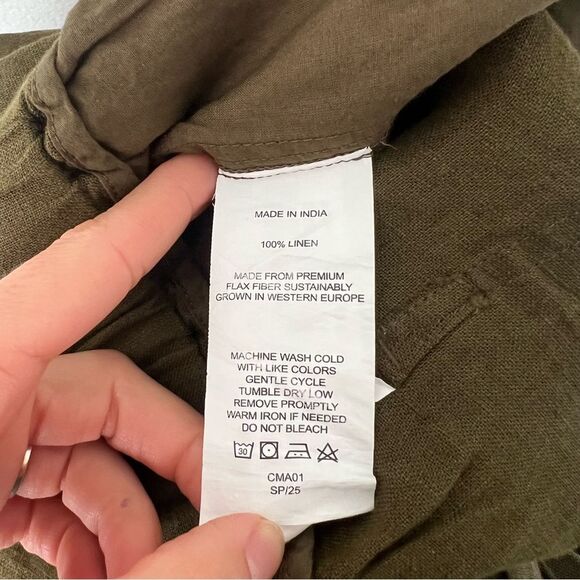 MADE IN INDIA
100% LINEN
MADE FROM PREMIUM
FLAX FIBER SUSTAINABLY
GROWN IN WESTERN EUROPE
MACHINE WASH COLD
WITH LIKE COLORS
GENTLE CYCLE
TUMBLE DRY LOW
REMOVE PROMPTLY
WARM IRON IF NEEDED
DO NOT BLEACH
30
CMA01
SP/25